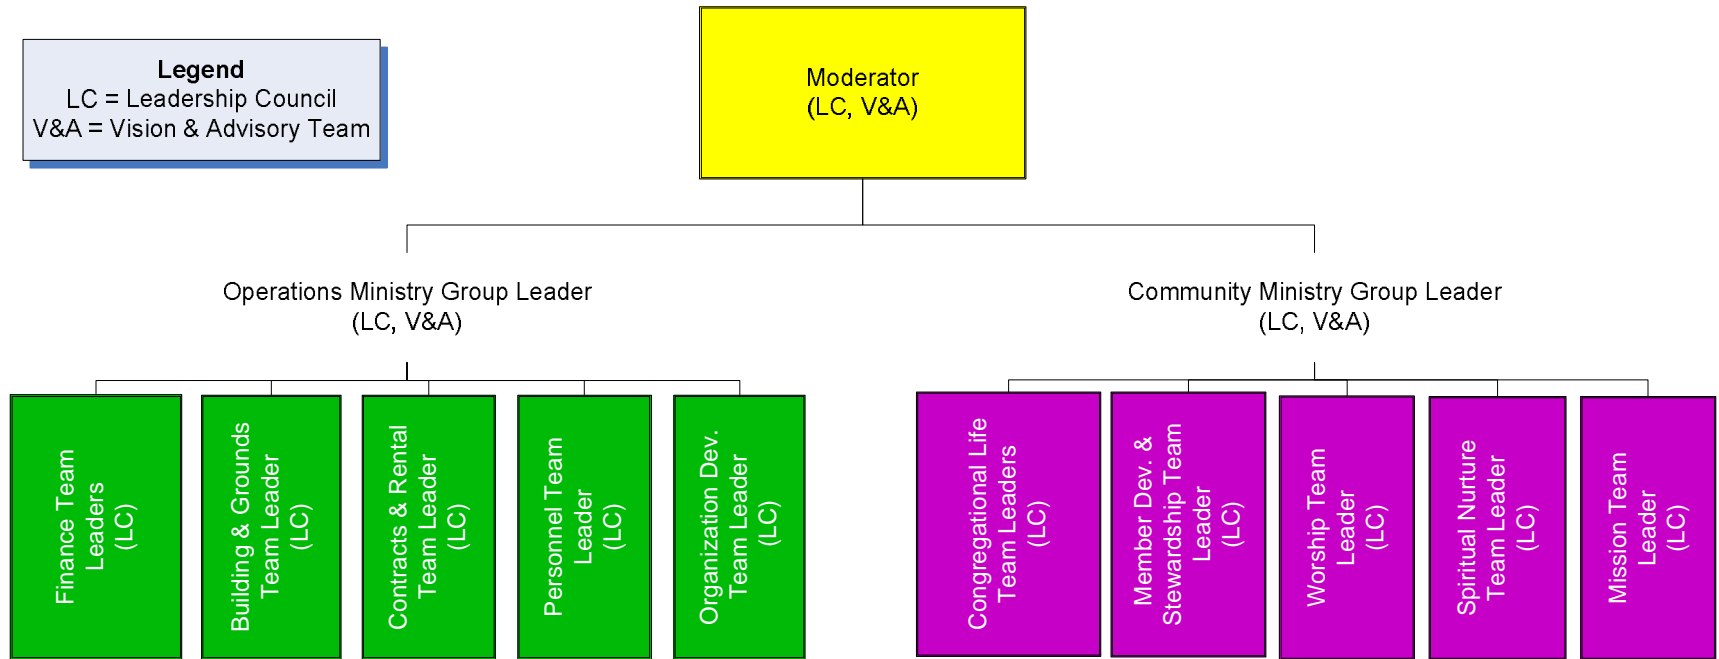 Legend
LC = Leadership Council
V&A = Vision & Advisory Team
Moderator
(LC, V&A)
Operations Ministry Group Leader
(LC, V&A)
Community Ministry Group Leader
(LC, V&A)
Finance Team
Leaders
(LC)
Building & Grounds
Team Leader
(LC)
Contracts & Rental
Team Leader
(LC)
Personnel Team
Leader
(LC)
Organization Dev.
Team Leader
(LC)
Congregational Life
Team Leaders
(LC)
Member Dev. &
Stewardship Team
Leader
(LC)
Worship Team
Leader
(LC)
Spiritual Nurture
Team Leader
(LC)
Mission Team
Leader
(LC)